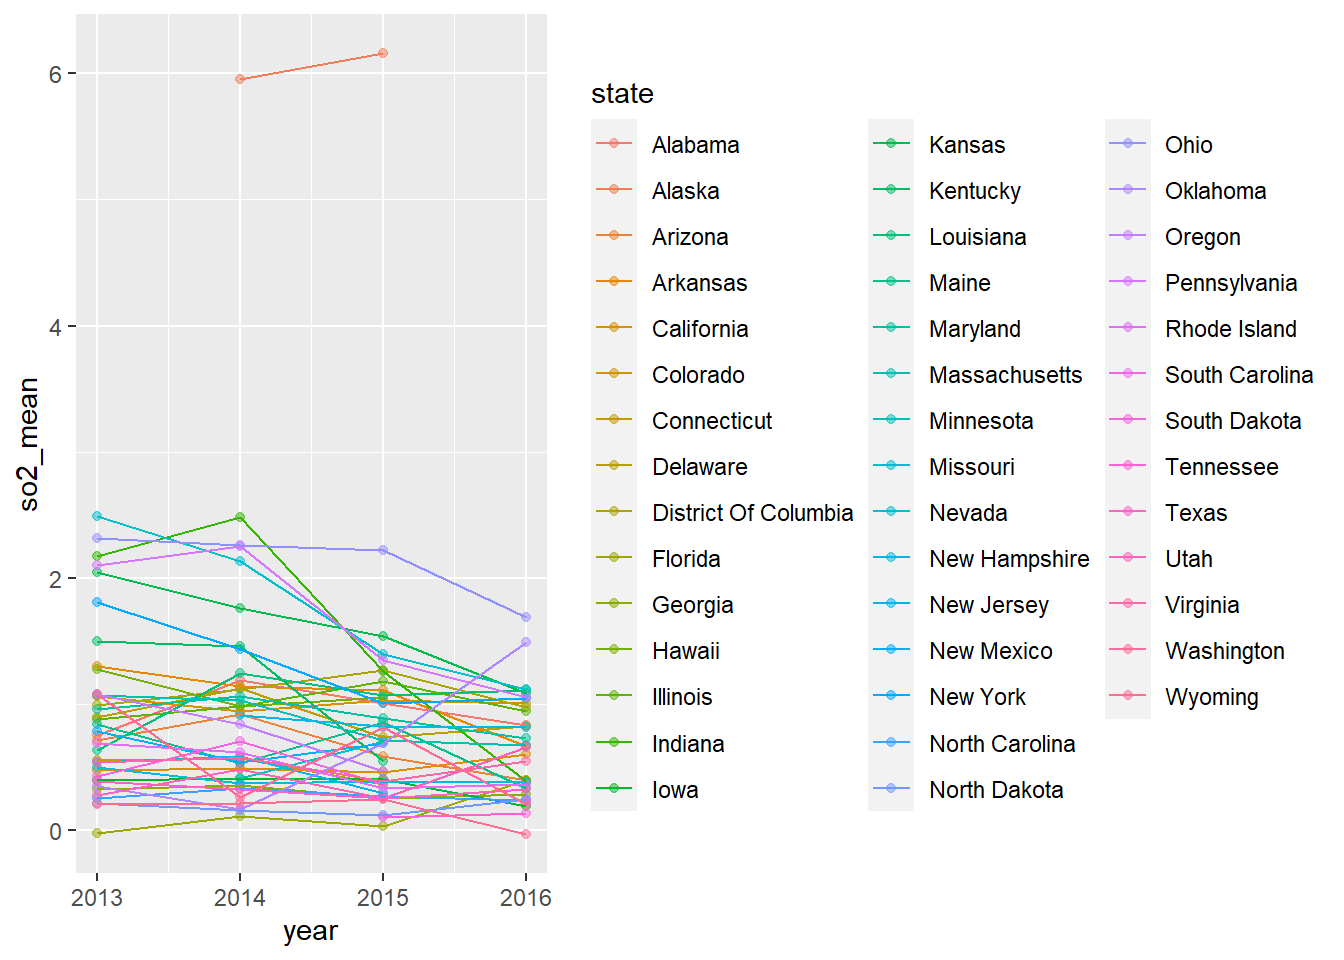 6
4
2
0
so2_mean
2013 2014 2015 2016
year
state
Alabama
Alaska
Arizona
Arkansas
California
Colorado
Connecticut
Delaware
District Of Columbia
Florida
Georgia
Hawaii
Illinois
Indiana
Iowa
Kansas
Kentucky
Louisiana
Maine
Maryland
Massachusetts
Minnesota
Missouri
Nevada
New Hampshire
New Jersey
New Mexico
New York
North Carolina
North Dakota
Ohio
Oklahoma
Oregon
Pennsylvania
Rhode Island
South Carolina
South Dakota
Tennessee
Texas
Utah
Virginia
Washington
Wyoming